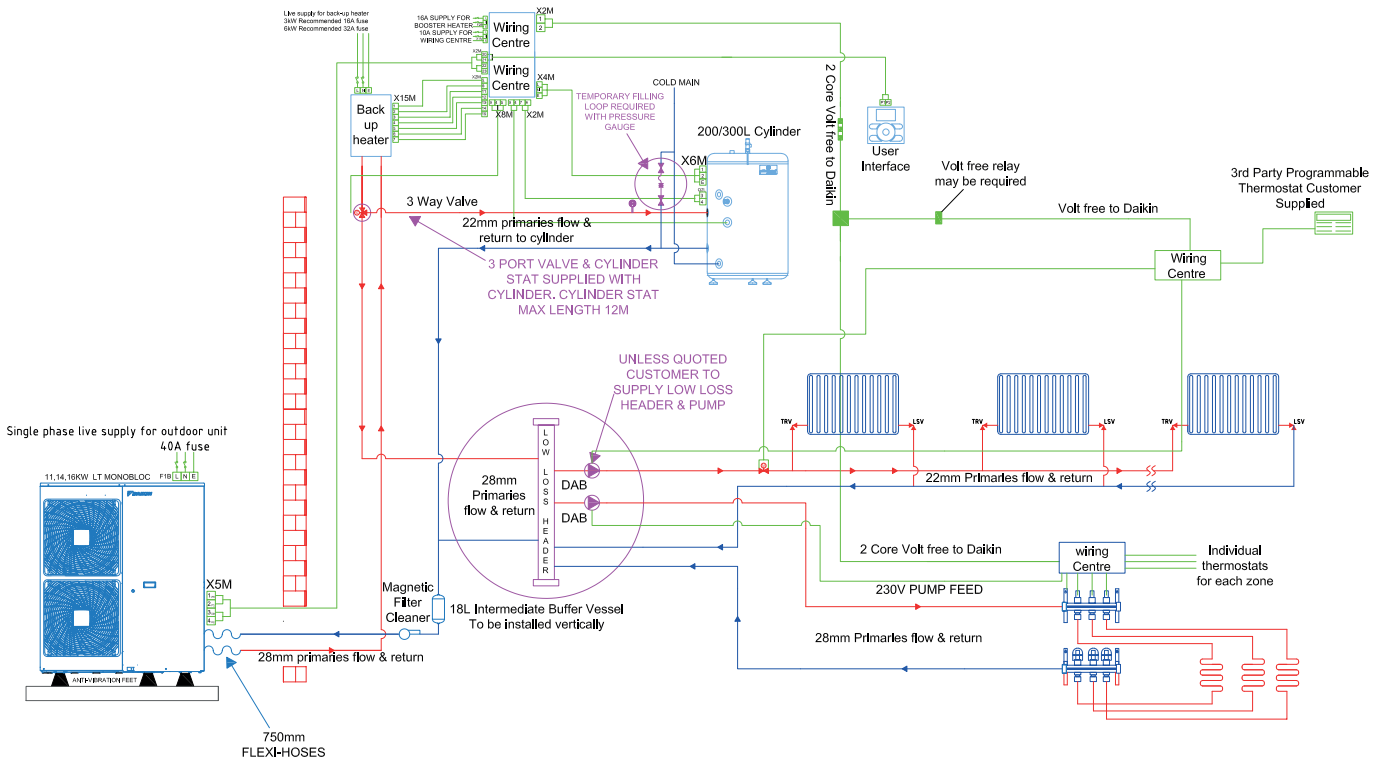 Live supply for back-up heater
3kW Recommended 16A fuse
6kW Recommended 32A fuse
L N E
X15M
Back
up
heater
16A SUPPLY FOR
BOOSTER HEATER
10A SUPPLY FOR
WIRING CENTRE
X2M
1
2
Wiring
Centre
Wiring
Centre
X2M
X4M
X8M
X2M
COLD MAIN
TEMPORARY FILLING
LOOP REQUIRED
WITH PRESSURE
GAUGE
200/300L Cylinder
X6M
2 Core Volt free to Daikin
User
Interface
Volt free relay
may be required
3rd Party Programmable
Thermostat Customer
Supplied
Volt free to Daikin
Wiring
Centre
3 Way Valve
22mm primaries flow &
return to cylinder
3 PORT VALVE & CYLINDER
STAT SUPPLIED WITH
CYLINDER. CYLINDER STAT
MAX LENGTH 12M
UNLESS QUOTED
CUSTOMER TO
SUPPLY LOW LOSS
HEADER & PUMP
TRV
LSV
TRV
LSV
TRV
LSV
22mm Primaries flow & return
LOW LOSS HEADER
28mm
Primaries
flow & return
DAB
DAB
Single phase live supply for outdoor unit
40A fuse
11,14,16KW LT MONOBLOC
F1B
L N E
DAIKIN
X5M
ANTI-VIBRATION FEET
750mm
FLEXI-HOSES
28mm primaries flow & return
Magnetic
Filter
Cleaner
18L Intermediate Buffer Vessel
To be installed vertically
2 Core Volt free to Daikin
wiring
Centre
Individual
thermostats
for each zone
230V PUMP FEED
28mm Primaries flow & return